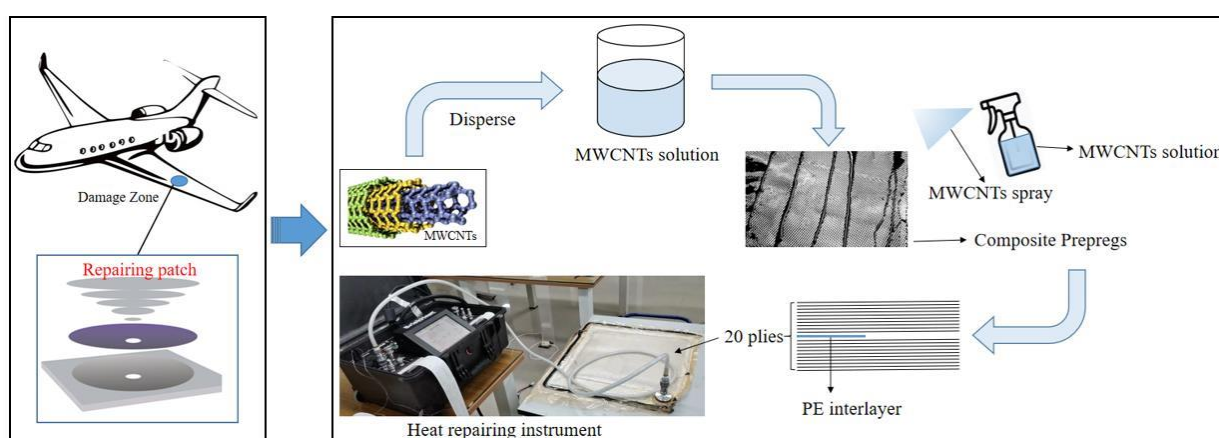 Damage Zone
Repairing patch
MWCNTs
Disperse
MWCNTs solution
MWCNTs spray
MWCNTs solution
Composite Prepregs
20 plies
PE interlayer
Heat repairing instrument